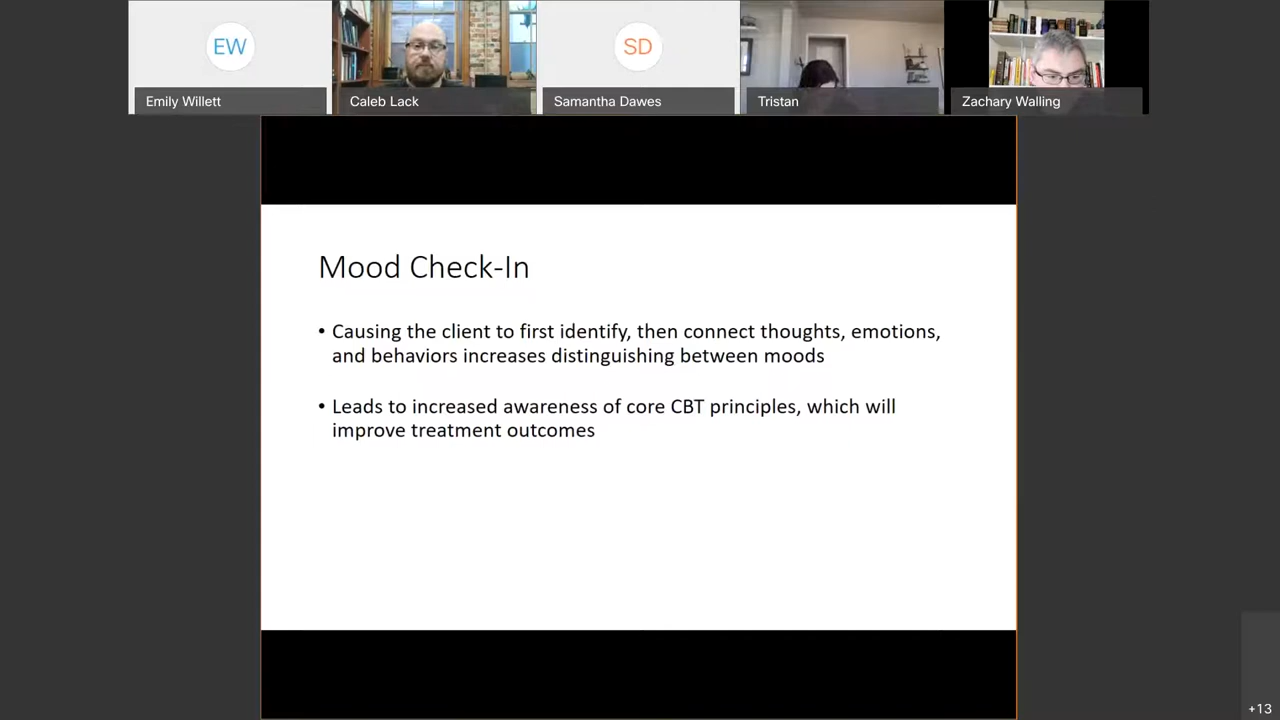 EW
Emily Willett
Caleb Lack
SD
Samantha Dawes
Tristan
Zachary Walling
Mood Check-In
• Causing the client to first identify, then connect thoughts, emotions,
and behaviors increases distinguishing between moods
• Leads to increased awareness of core CBT principles, which will
improve treatment outcomes
+13